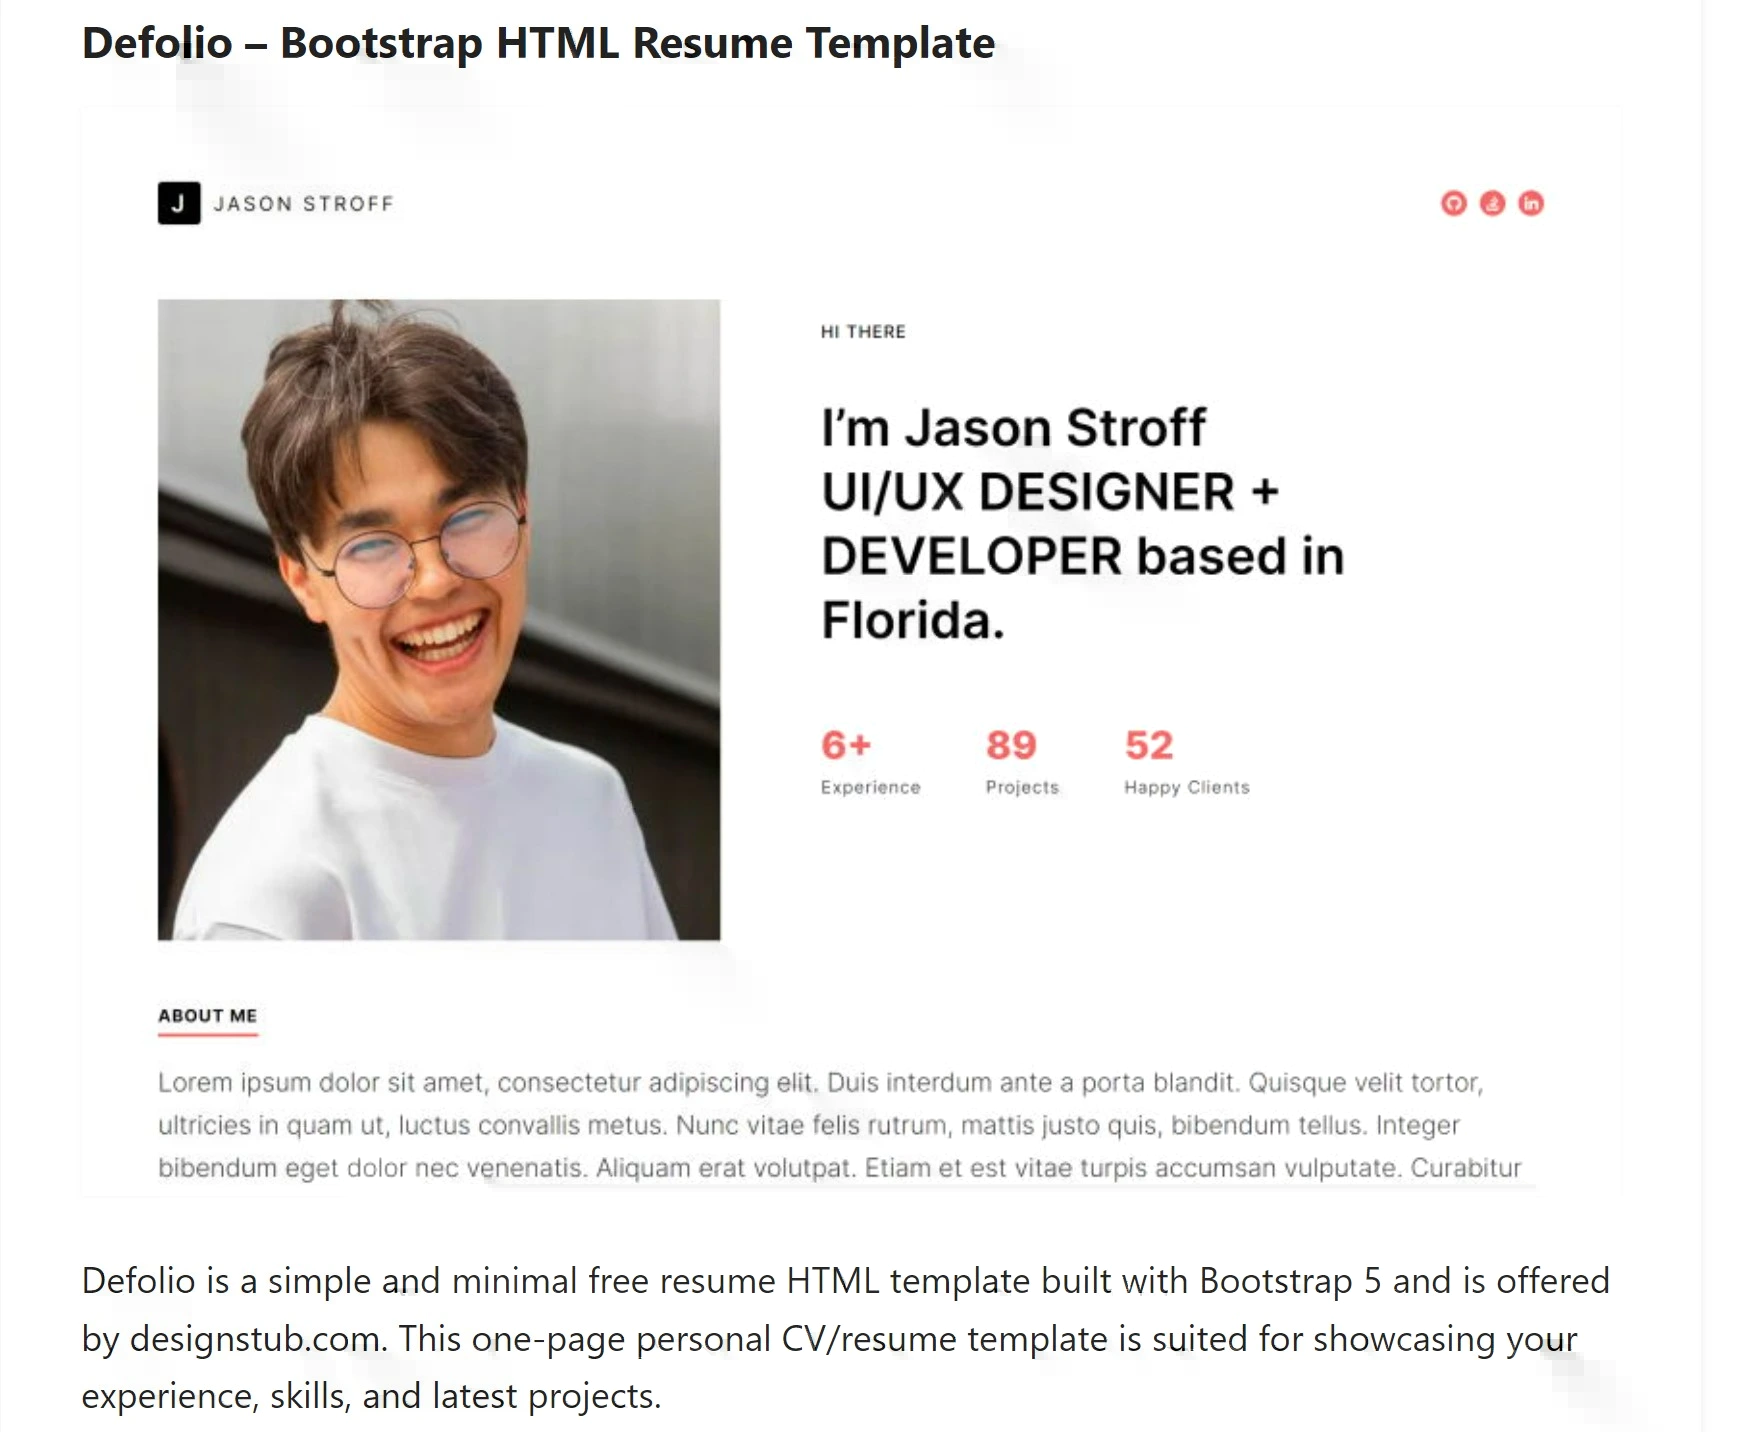 Defolio – Bootstrap HTML Resume Template
J JASON STROFF
in
HI THERE
I’m Jason Stroff
UI/UX DESIGNER +
DEVELOPER based in
Florida.
6+ 89 52
Experience Projects Happy Clients
ABOUT ME
Lorem ipsum dolor sit amet, consectetur adipiscing elit. Duis interdum ante a porta blandit. Quisque velit tortor,
ultricies in quam ut, luctus convallis metus. Nunc vitae felis rutrum, mattis justo quis, bibendum tellus. Integer
bibendum eget dolor nec venenatis. Aliquam erat volutpat. Etiam et est vitae turpis accumsan vulputate. Curabitur
Defolio is a simple and minimal free resume HTML template built with Bootstrap 5 and is offered
by designstub.com. This one-page personal CV/resume template is suited for showcasing your
experience, skills, and latest projects.